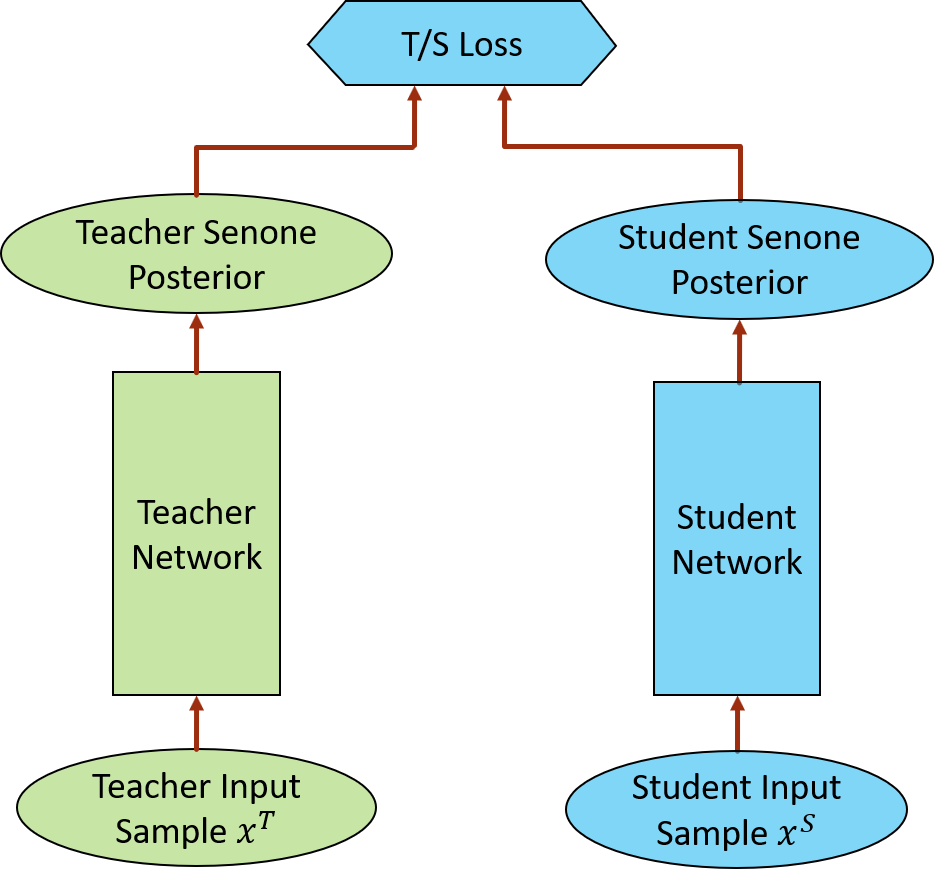 T/S Loss
Teacher Senone
Posterior
Student Senone
Posterior
Teacher
Network
Student
Network
Teacher Input
Sample x^T
Student Input
Sample x^S